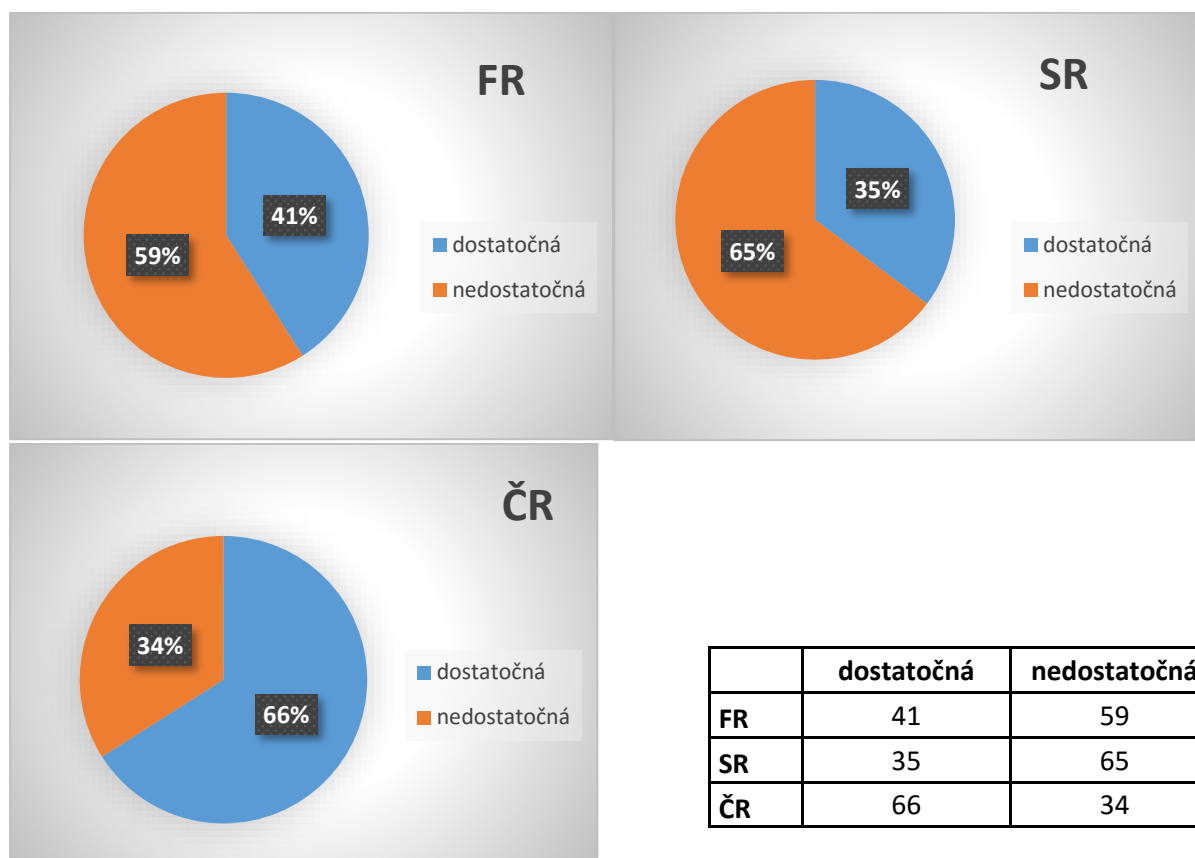 FR
41%
59%
dostatočná
nedostatočná
SR
35%
65%
dostatočná
nedostatočná
ČR
34%
66%
dostatočná
nedostatočná
dostatočná nedostatočná
FR 41 59
SR 35 65
ČR 66 34